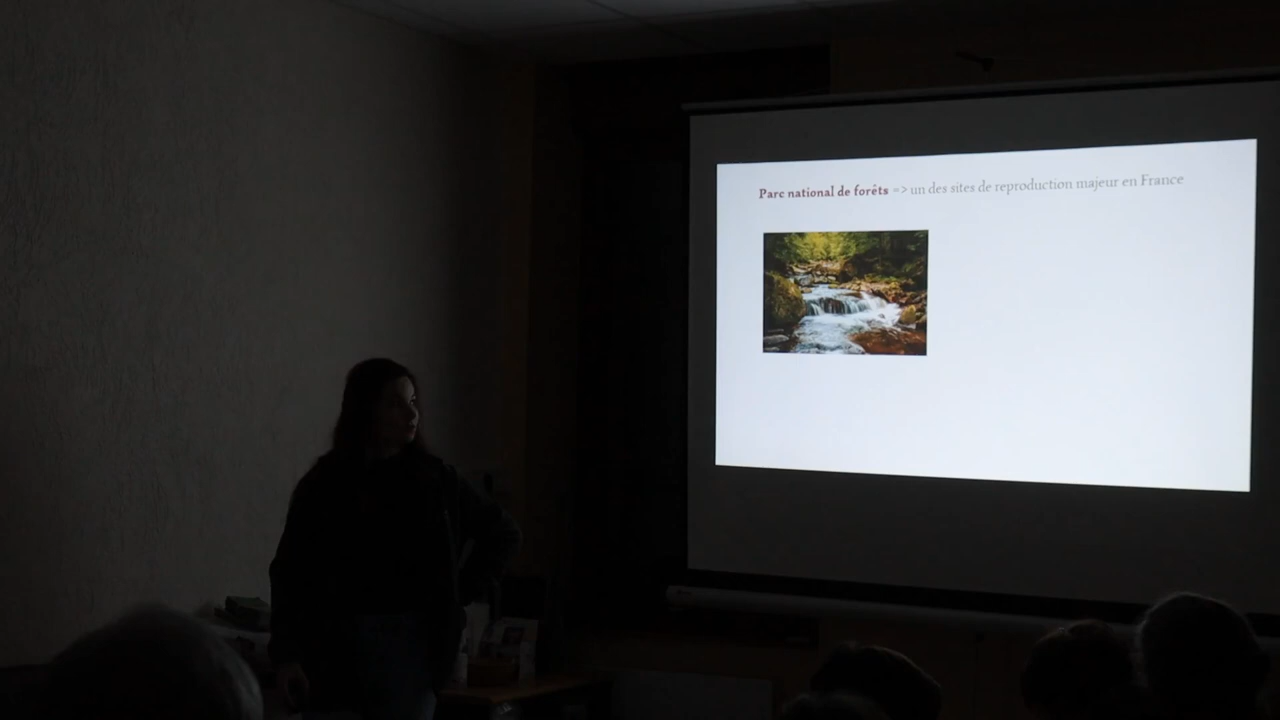 Parc national de forêts => un des sites de reproduction majeur en France